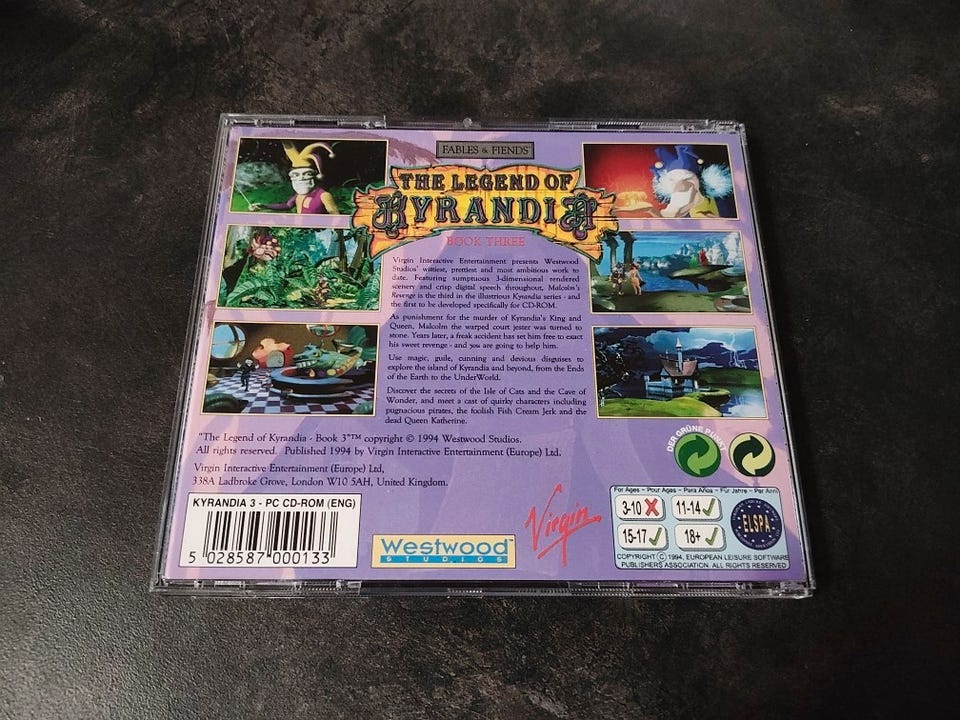 FABLES & FIENDS
THE LEGEND OF
KYRANDIA
BOOK THREE
Virgin Interactive Entertainment presents Westwood
Studios' wittiest, prettiest and most ambitious work to
date. Featuring sumptuous 3-dimensional rendered
scenery and crisp digital speech throughout, Malcolm's
Revenge is the third in the illustrious Kyrandia series - and
the first to be developed specifically for CD-ROM.
As punishment for the murder of Kyrandia's King and
Queen, Malcolm the warped court jester was turned to
stone. Years later, a freak accident has set him free to exact
his sweet revenge - and you are going to help him.
Use magic, guile, cunning and devious disguises to
explore the island of Kyrandia and beyond, from the Ends
of the Earth to the UnderWorld.
Discover the secrets of the Isle of Cats and the Cave of
Wonder, and meet a cast of quirky characters including
pugnacious pirates, the foolish Fish Cream Jerk and the
dead Queen Katherine.
"The Legend of Kyrandia - Book 3"™ copyright © 1994 Westwood Studios.
All rights reserved. Published 1994 by Virgin Interactive Entertainment (Europe) Ltd.
Virgin Interactive Entertainment (Europe) Ltd,
338A Ladbroke Grove, London W10 5AH, United Kingdom.
DER GRÜNE PUNKT
KYRANDIA 3 - PC CD-ROM (ENG)
5 028587 000133
Westwood™
STUDIOS
Virgin
For Ages - Pour Ages - Para Años - Für Jahre - Per Anni
3-10 11-14
15-17 18+
ELSPA
COPYRIGHT © 1994, EUROPEAN LEISURE SOFTWARE
PUBLISHERS ASSOCIATION. ALL RIGHTS RESERVED